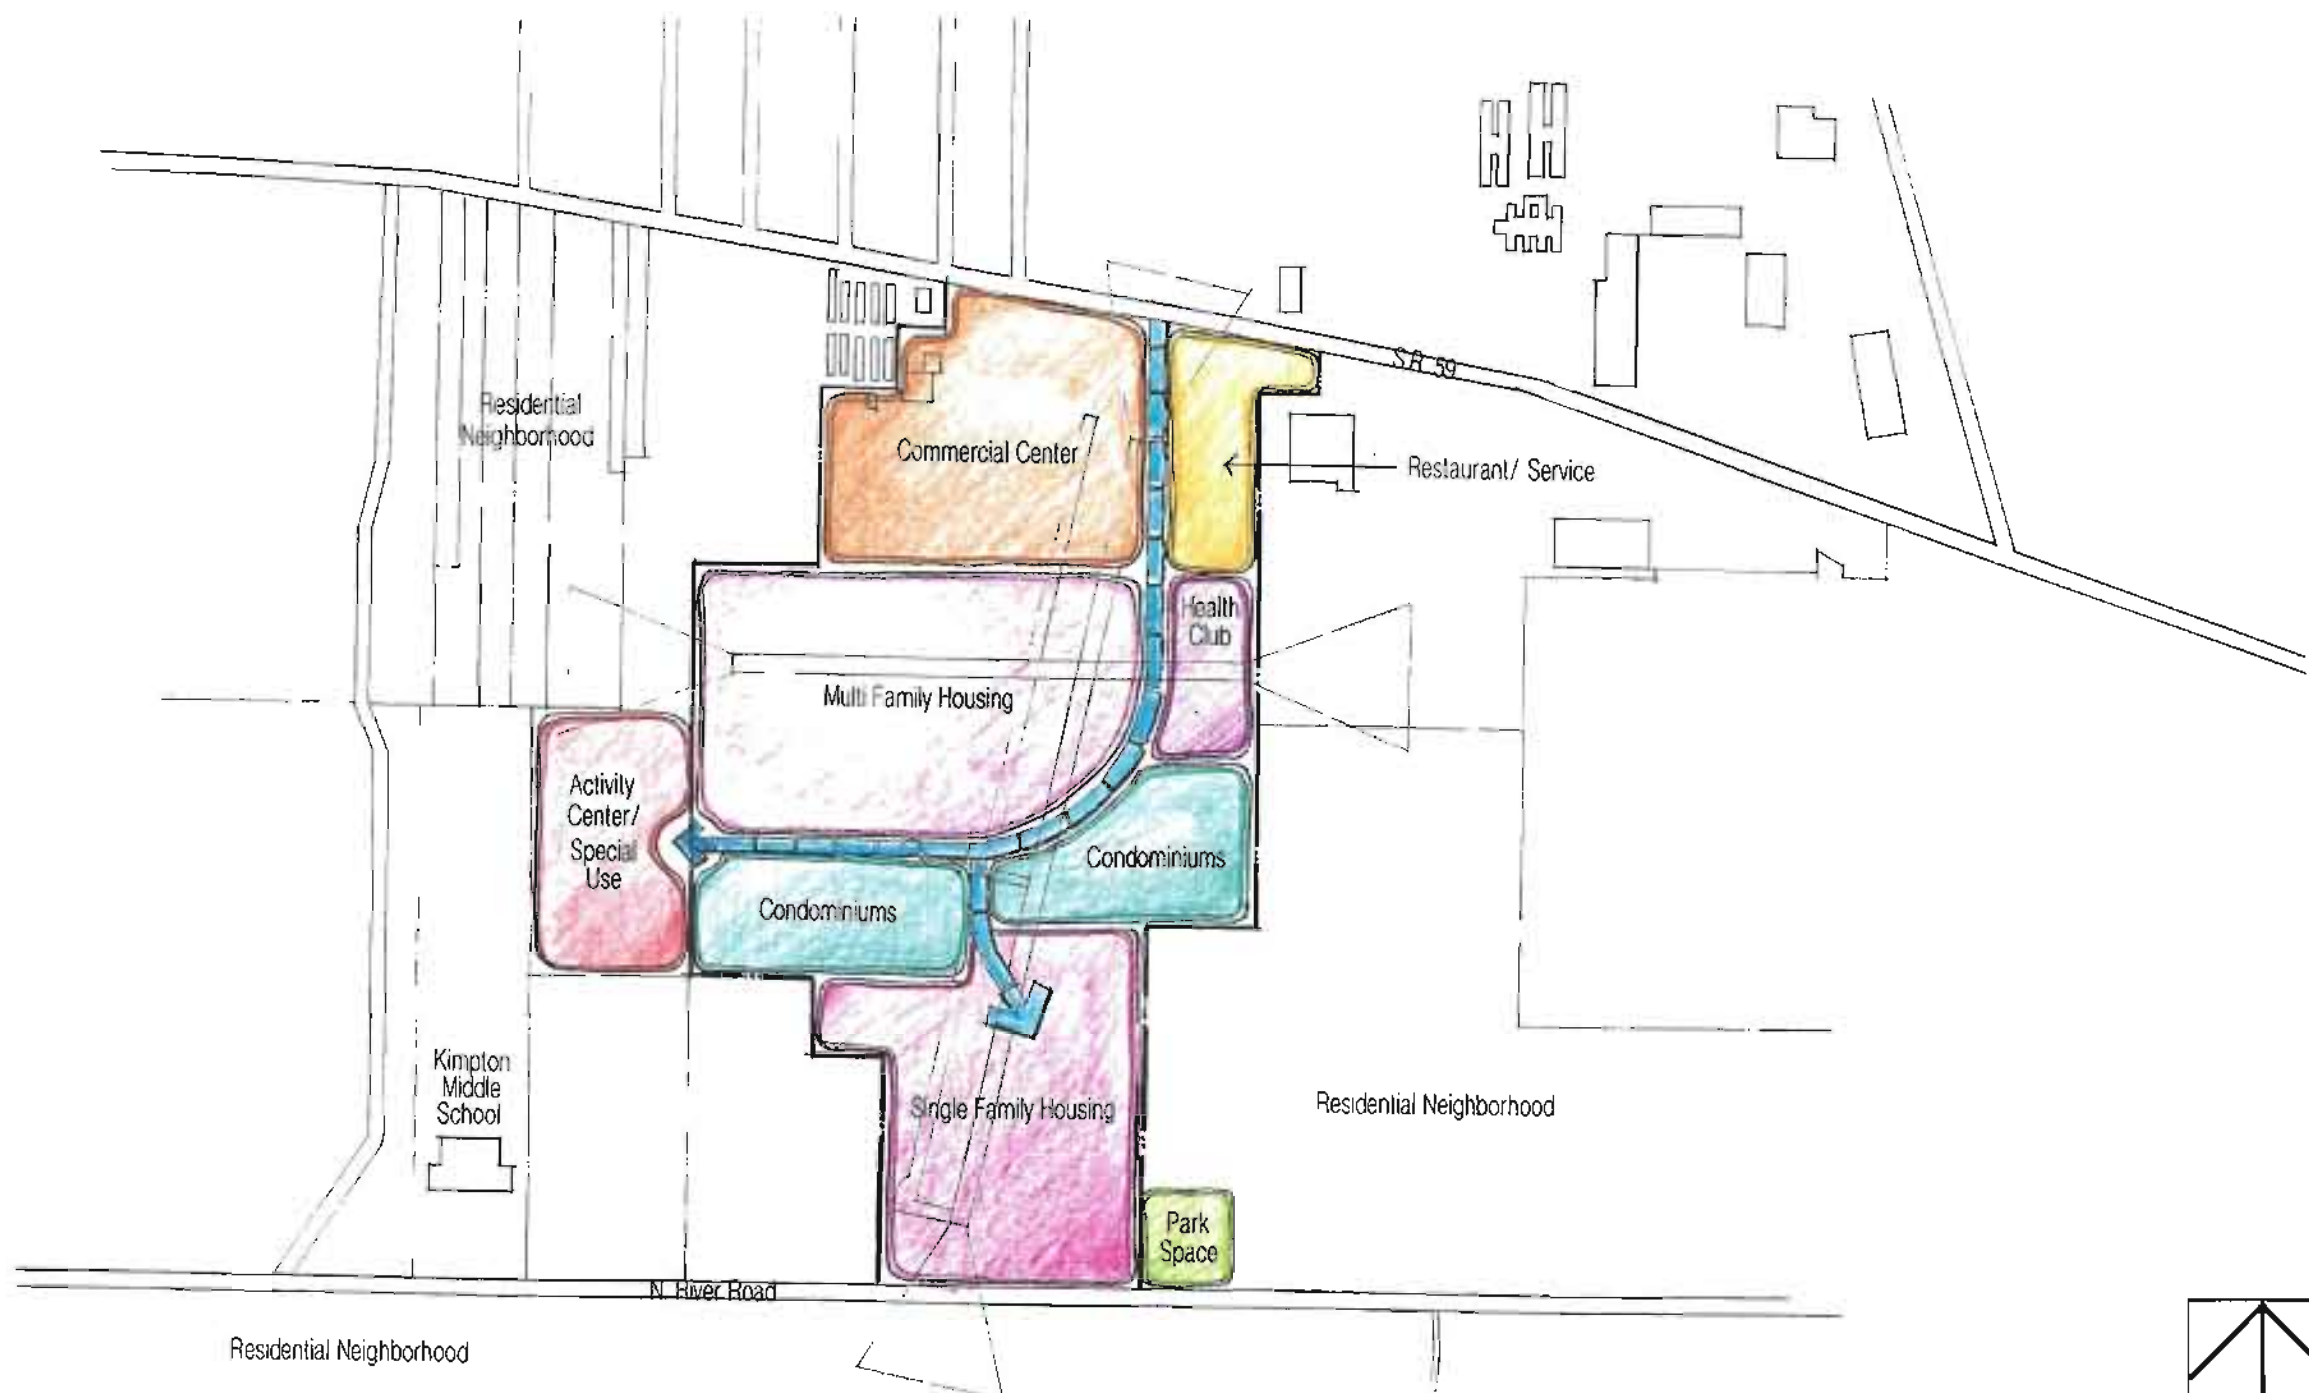 SR 59
Residential
Neighborhood
Commercial Center
Restaurant/ Service
Health
Club
Multi Family Housing
Activity
Center/
Special
Use
Condominiums
Condominiums
Kimpton
Middle
School
Single Family Housing
Residential Neighborhood
Park
Space
N. River Road
Residential Neighborhood